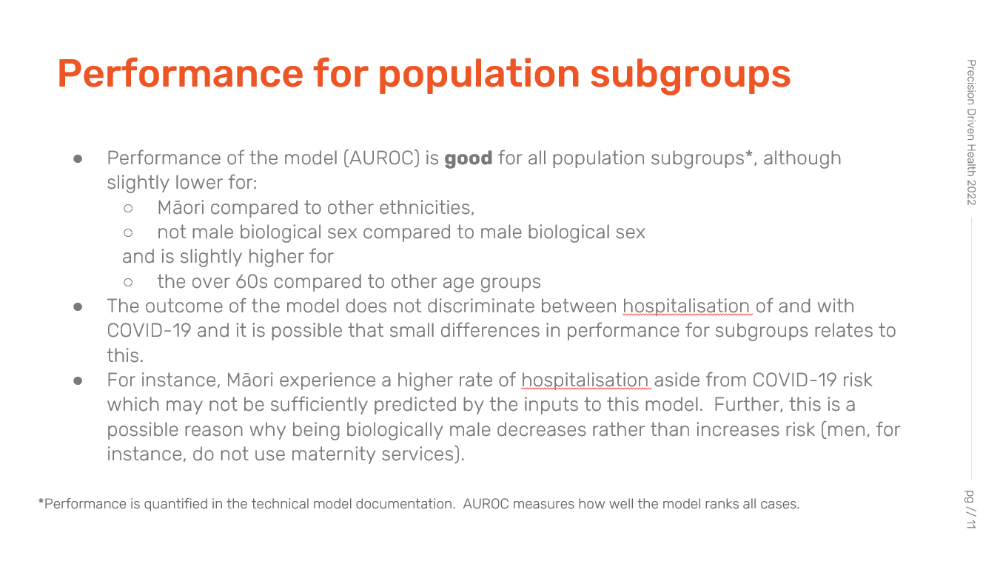 Performance for population subgroups
● Performance of the model (AUROC) is good for all population subgroups*, although
slightly lower for:
○ Māori compared to other ethnicities,
○ not male biological sex compared to male biological sex
and is slightly higher for
○ the over 60s compared to other age groups
● The outcome of the model does not discriminate between hospitalisation of and with
COVID-19 and it is possible that small differences in performance for subgroups relates to
this.
● For instance, Māori experience a higher rate of hospitalisation aside from COVID-19 risk
which may not be sufficiently predicted by the inputs to this model.  Further, this is a
possible reason why being biologically male decreases rather than increases risk (men, for
instance, do not use maternity services).
*Performance is quantified in the technical model documentation.  AUROC measures how well the model ranks all cases.
Precision Driven Health 2022
pg // 11